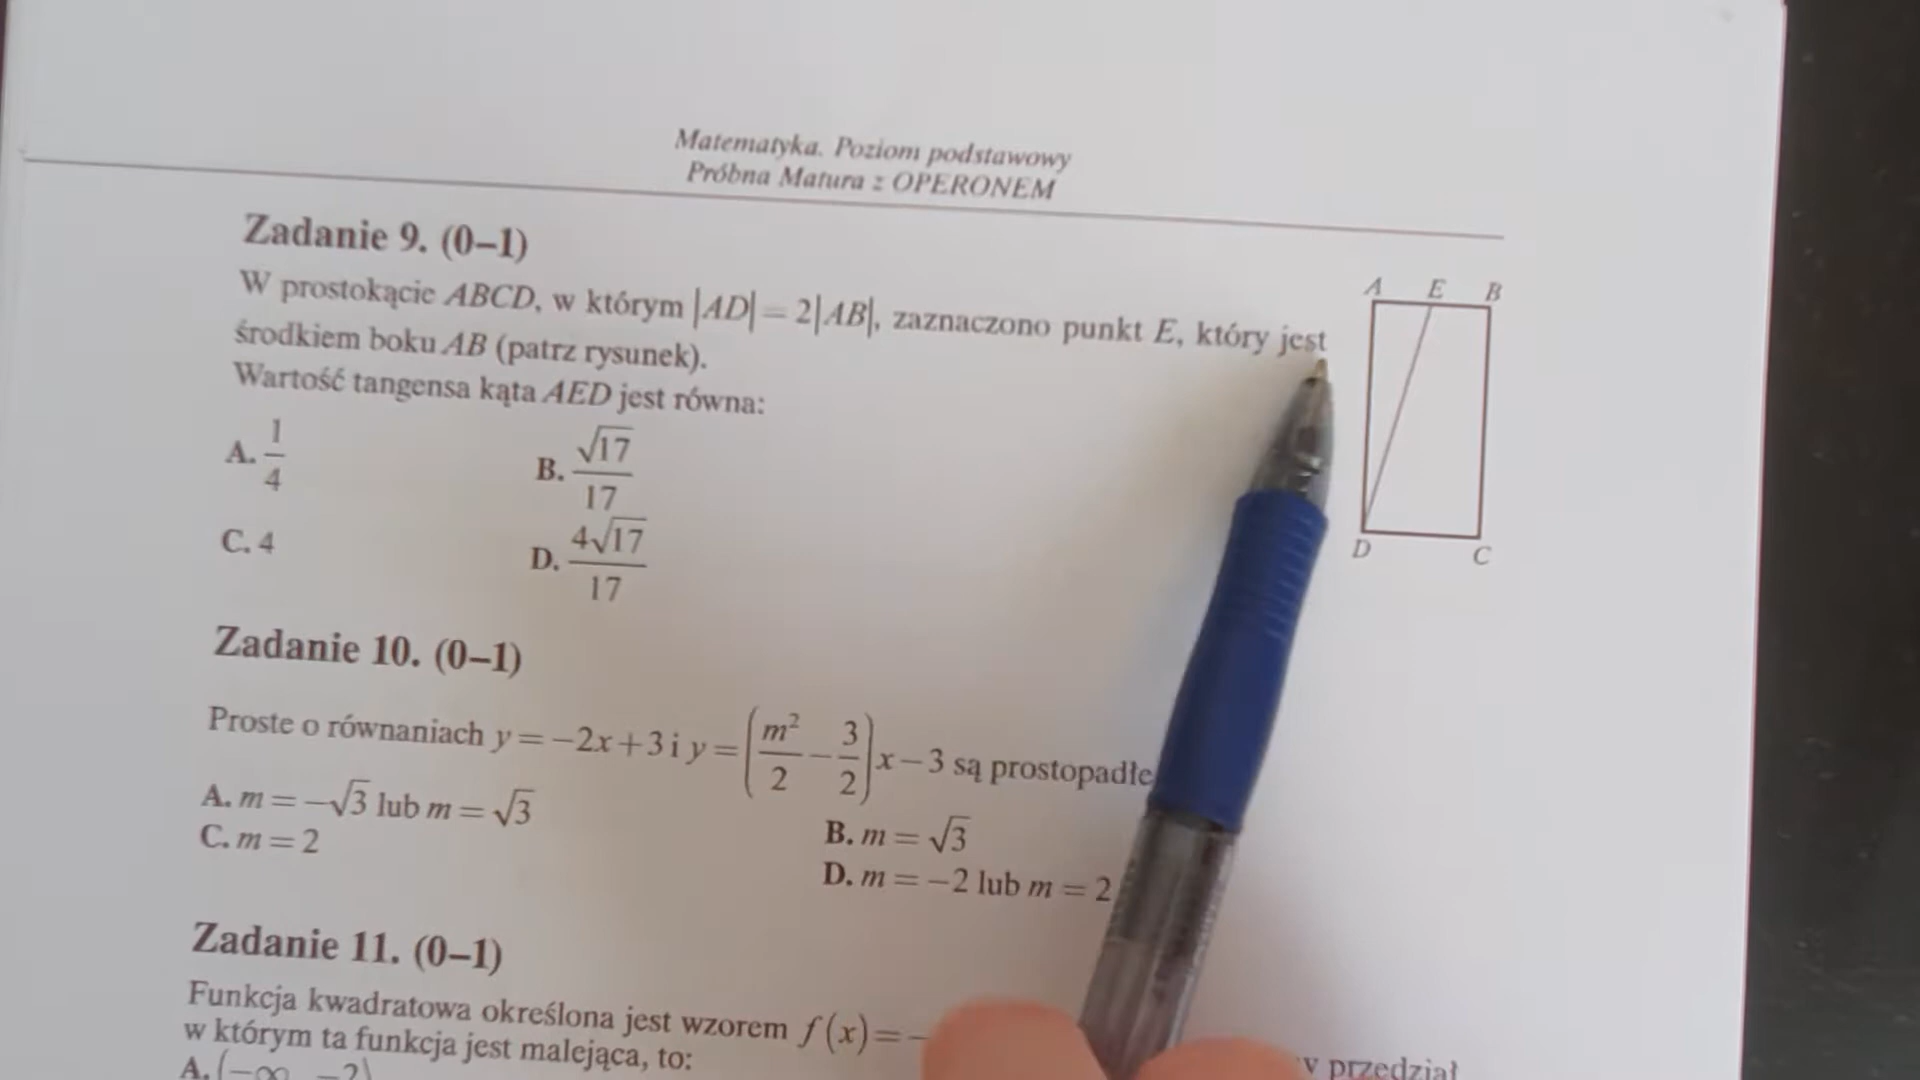 Matematyka. Poziom podstawowy
Próbna Matura z OPERONEM
Zadanie 9. (0–1)
W prostokącie ABCD, w którym |AD| = 2|AB|, zaznaczono punkt E, który jest
środkiem boku AB (patrz rysunek).
Wartość tangensa kąta AED jest równa:
A. 1/4
B. √17/17
C. 4
D. 4√17/17
A E B
D C
Zadanie 10. (0–1)
Proste o równaniach y = −2x + 3 i y = (m²/2 − 3/2)x − 3 są prostopadłe
A. m = −√3 lub m = √3
B. m = √3
C. m = 2
D. m = −2 lub m = 2
Zadanie 11. (0–1)
Funkcja kwadratowa określona jest wzorem f(x) = −
w którym ta funkcja jest malejąca, to:
przedział
A. (−∞, −2⟩